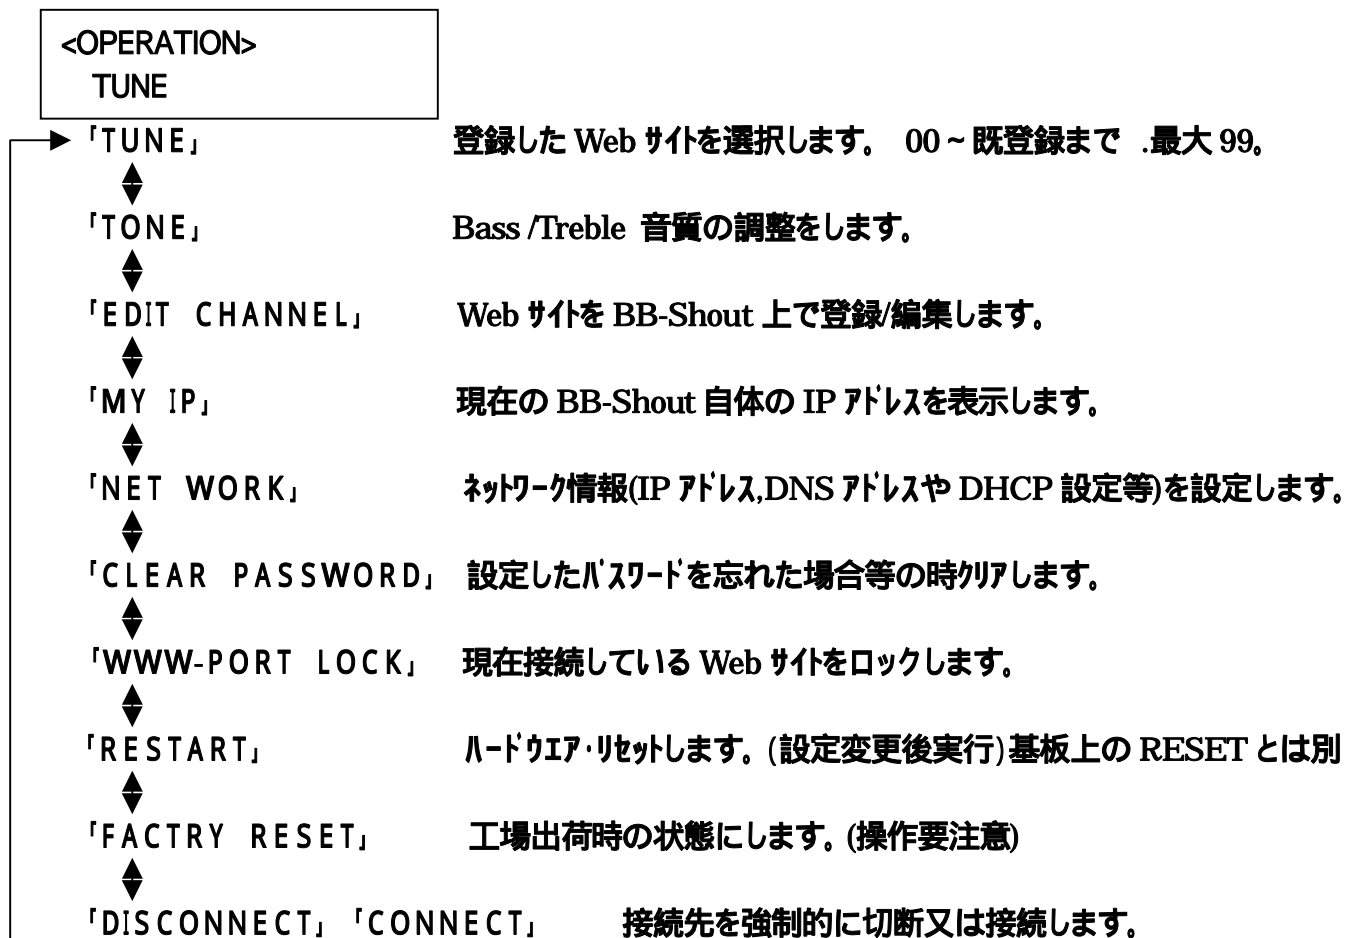 <OPERATION>
TUNE
「TUNE」 登録した Web サイトを選択します。 00~既登録まで .最大 99。
「TONE」 Bass /Treble 音質の調整をします。
「EDIT CHANNEL」 Web サイトを BB-Shout 上で登録/編集します。
「MY IP」 現在の BB-Shout 自体の IP アドレスを表示します。
「NET WORK」 ネットワーク情報(IP アドレス,DNS アドレスや DHCP 設定等)を設定します。
「CLEAR PASSWORD」 設定したパスワードを忘れた場合等の時クリアします。
「WWW-PORT LOCK」 現在接続している Web サイトをロックします。
「RESTART」 ハードウエア・リセットします。(設定変更後実行)基板上の RESET とは別
「FACTRY RESET」 工場出荷時の状態にします。(操作要注意)
「DISCONNECT」「CONNECT」 接続先を強制的に切断又は接続します。